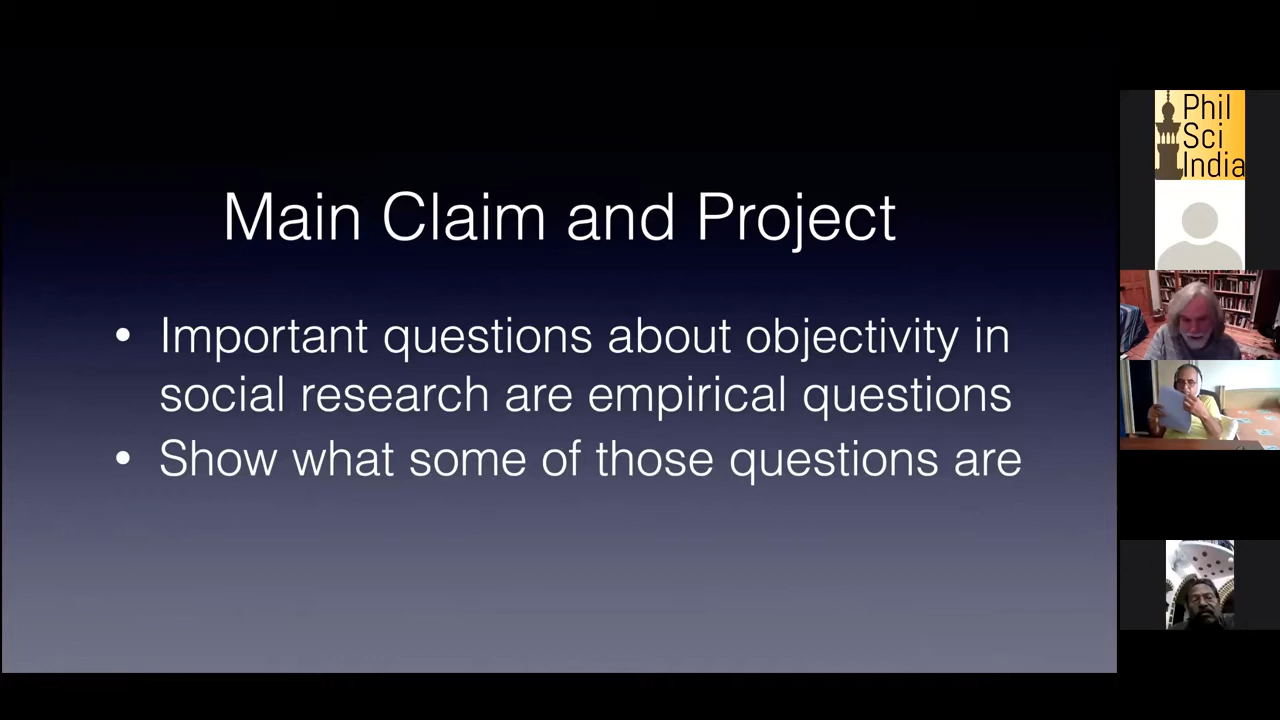 Main Claim and Project
• Important questions about objectivity in
social research are empirical questions
• Show what some of those questions are
Phil
Sci
India